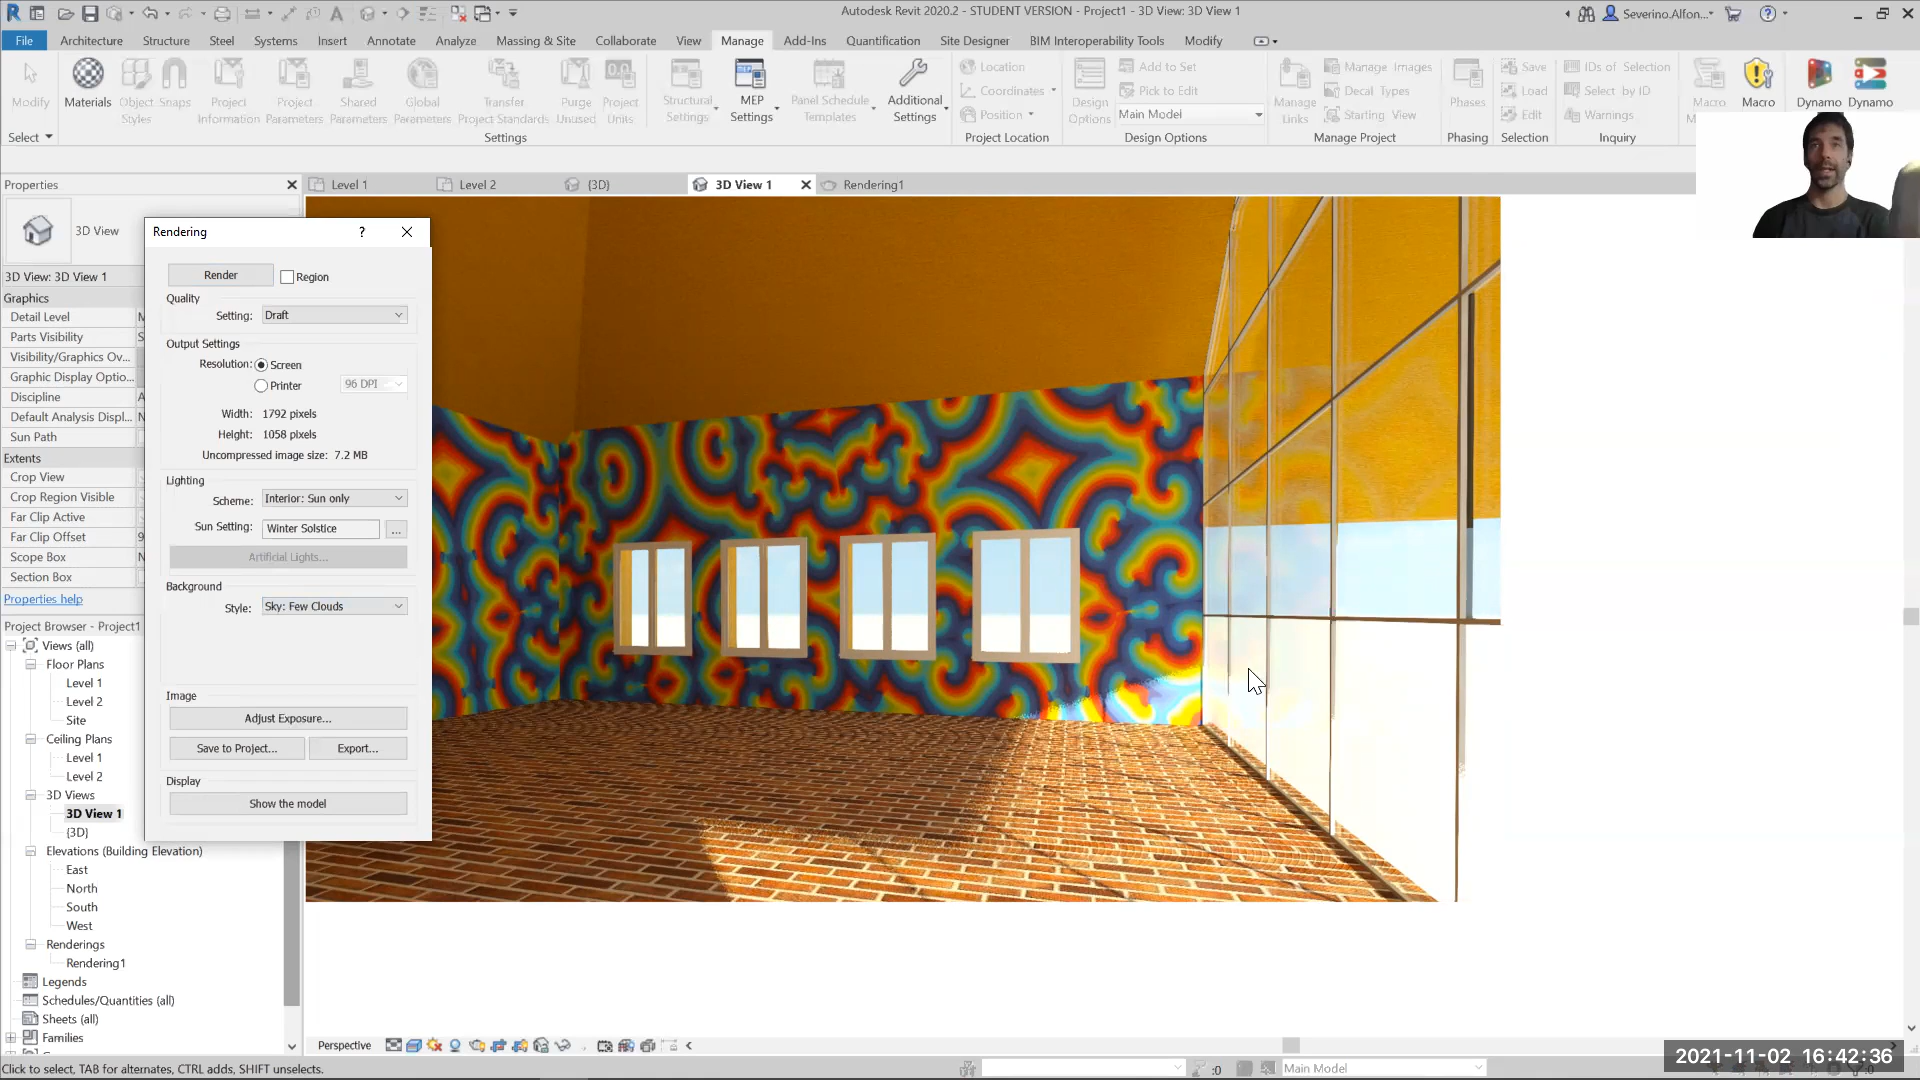 Autodesk Revit 2020.2 - STUDENT VERSION - Project1 - 3D View: 3D View 1
Severino.Alfon...
File Architecture Structure Steel Systems Insert Annotate Analyze Massing & Site Collaborate View Manage Add-Ins Quantification Site Designer BIM Interoperability Tools Modify
Modify
Materials
Object Styles
Snaps
Project Information
Project Parameters
Shared Parameters
Global Parameters
Transfer Project Standards
Purge Unused
Project Units
Structural Settings
MEP Settings
Panel Schedule Templates
Additional Settings
Location
Coordinates
Position
Design Options
Add to Set
Pick to Edit
Main Model
Manage Links
Manage Images
Decal Types
Starting View
Phases
Save
Load
Edit
IDs of Selection
Select by ID
Warnings
Macro
Macro
Dynamo
Dynamo
Select
Settings
Project Location
Design Options
Manage Project
Phasing
Selection
Inquiry
Properties
Level 1
Level 2
{3D}
3D View 1
Rendering1
3D View
3D View: 3D View 1
Graphics
Detail Level
Parts Visibility
Visibility/Graphics Ov...
Graphic Display Optio...
Discipline
Default Analysis Displ...
Sun Path
Extents
Crop View
Crop Region Visible
Far Clip Active
Far Clip Offset
Scope Box
Section Box
Properties help
Rendering
?
Render
Region
Quality
Setting: Draft
Output Settings
Resolution: Screen
Printer 96 DPI
Width: 1792 pixels
Height: 1058 pixels
Uncompressed image size: 7.2 MB
Lighting
Scheme: Interior: Sun only
Sun Setting: Winter Solstice ...
Artificial Lights...
Background
Style: Sky: Few Clouds
Image
Adjust Exposure...
Save to Project... Export...
Display
Show the model
Project Browser - Project1
Views (all)
Floor Plans
Level 1
Level 2
Site
Ceiling Plans
Level 1
Level 2
3D Views
3D View 1
{3D}
Elevations (Building Elevation)
East
North
South
West
Renderings
Rendering1
Legends
Schedules/Quantities (all)
Sheets (all)
Families
Perspective
Click to select, TAB for alternates, CTRL adds, SHIFT unselects.
:0
Main Model
2021-11-02 16:42:36